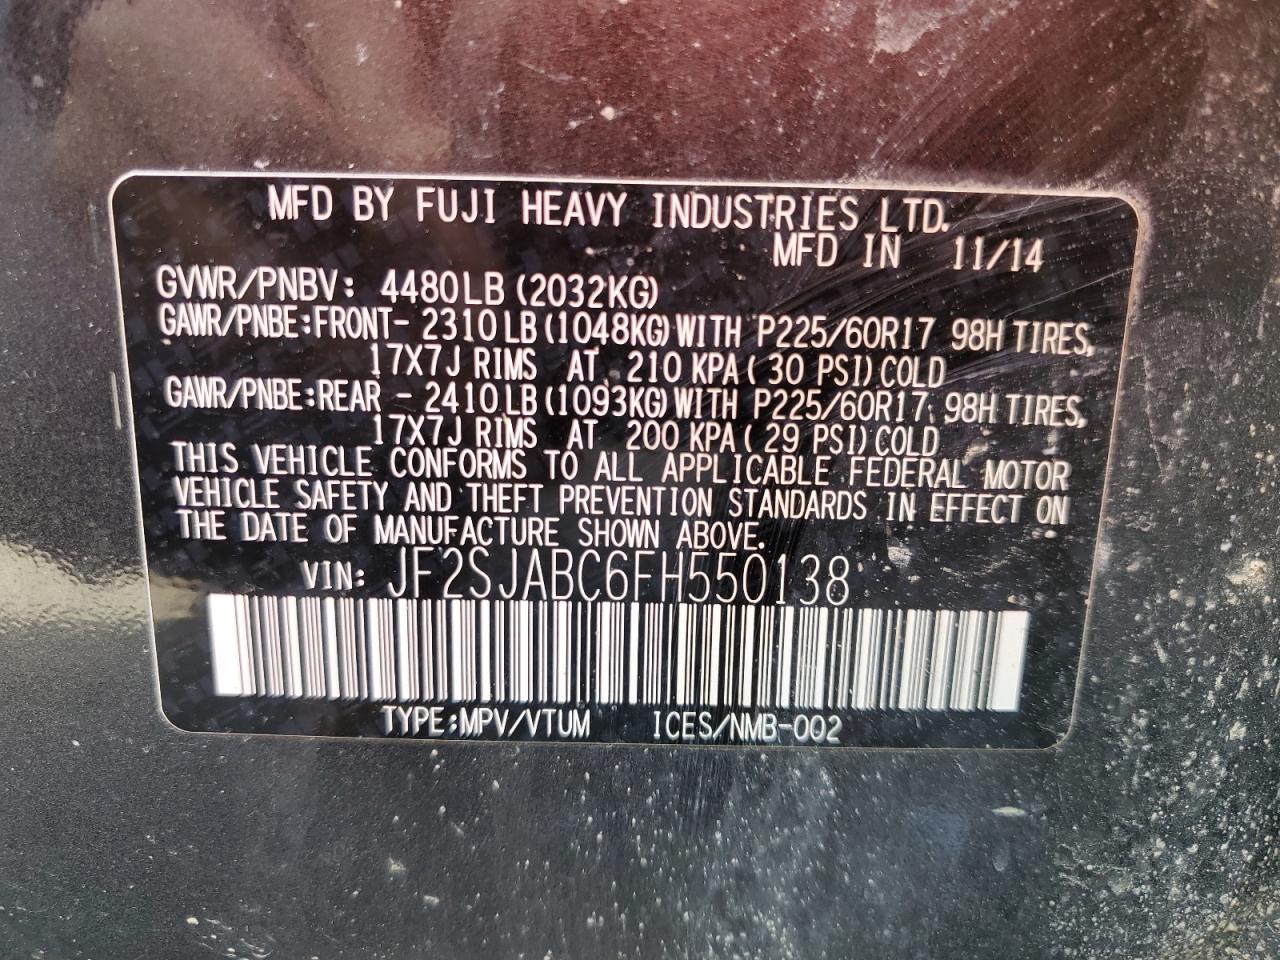 MFD BY FUJI HEAVY INDUSTRIES LTD.
MFD IN 11/14
GVWR/PNBV: 4480LB (2032KG)
GAWR/PNBE:FRONT- 2310LB (1048KG) WITH P225/60R17 98H TIRES,
17X7J RIMS AT 210 KPA ( 30 PSI) COLD
GAWR/PNBE:REAR - 2410LB (1093KG) WITH P225/60R17 98H TIRES,
17X7J RIMS AT 200 KPA ( 29 PSI) COLD
THIS VEHICLE CONFORMS TO ALL APPLICABLE FEDERAL MOTOR
VEHICLE SAFETY AND THEFT PREVENTION STANDARDS IN EFFECT ON
THE DATE OF MANUFACTURE SHOWN ABOVE.
VIN: JF2SJABC6FH550138
TYPE:MPV/VTUM ICES/NMB-002